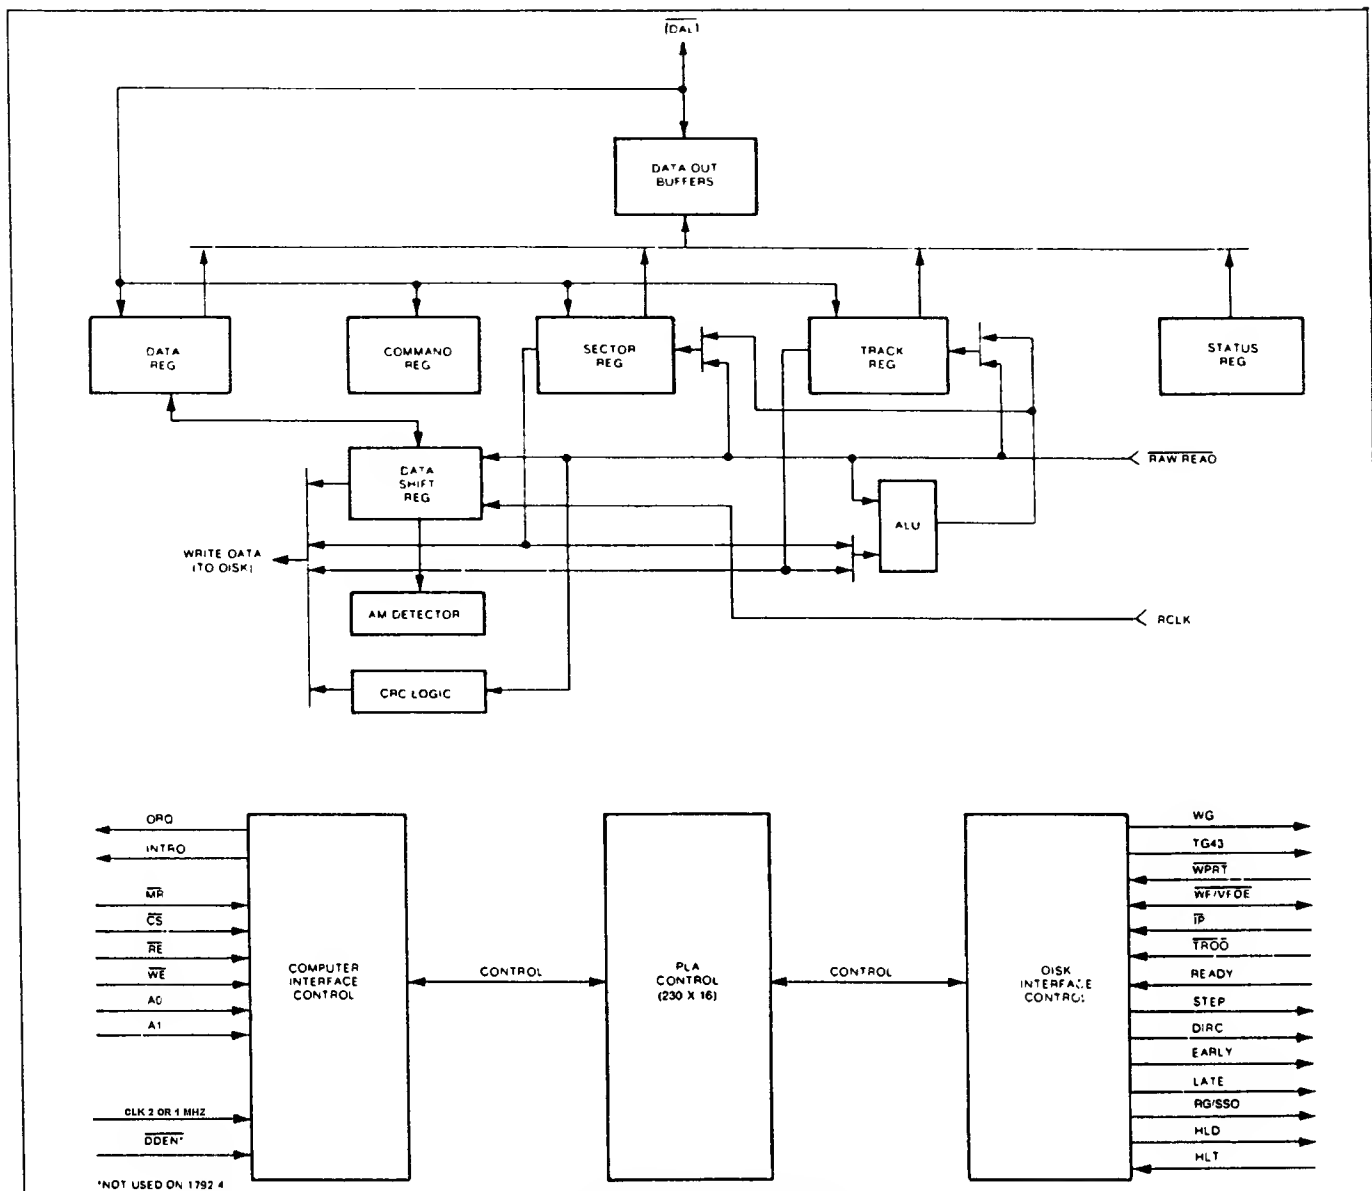 (DAL)
DATA OUT
BUFFERS
DATA
REG
COMMAND
REG
SECTOR
REG
TRACK
REG
STATUS
REG
DATA
SHIFT
REG
RAW READ
ALU
WRITE DATA
(TO DISK)
AM DETECTOR
RCLK
CRC LOGIC
DRQ
INTRQ
MR
CS
RE
WE
A0
A1
CLK 2 OR 1 MHZ
DDEN*
*NOT USED ON 1792 4
COMPUTER
INTERFACE
CONTROL
CONTROL
PLA
CONTROL
(230 X 16)
CONTROL
DISK
INTERFACE
CONTROL
WG
TG43
WPRT
WF/VFOE
IP
TR00
READY
STEP
DIRC
EARLY
LATE
RG/SSO
HLD
HLT